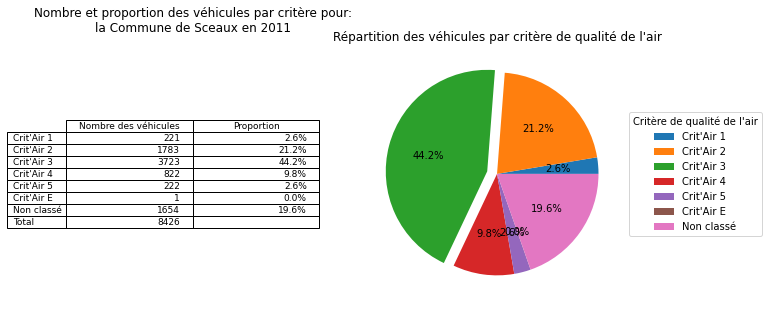 Nombre et proportion des véhicules par critère pour:
la Commune de Sceaux en 2011
Nombre des véhicules Proportion
Crit'Air 1 221 2.6%
Crit'Air 2 1783 21.2%
Crit'Air 3 3723 44.2%
Crit'Air 4 822 9.8%
Crit'Air 5 222 2.6%
Crit'Air E 1 0.0%
Non classé 1654 19.6%
Total 8426
Répartition des véhicules par critère de qualité de l'air
21.2%
44.2%
2.6%
19.6%
9.8%
2.6%
0.0%
Critère de qualité de l'air
Crit'Air 1
Crit'Air 2
Crit'Air 3
Crit'Air 4
Crit'Air 5
Crit'Air E
Non classé